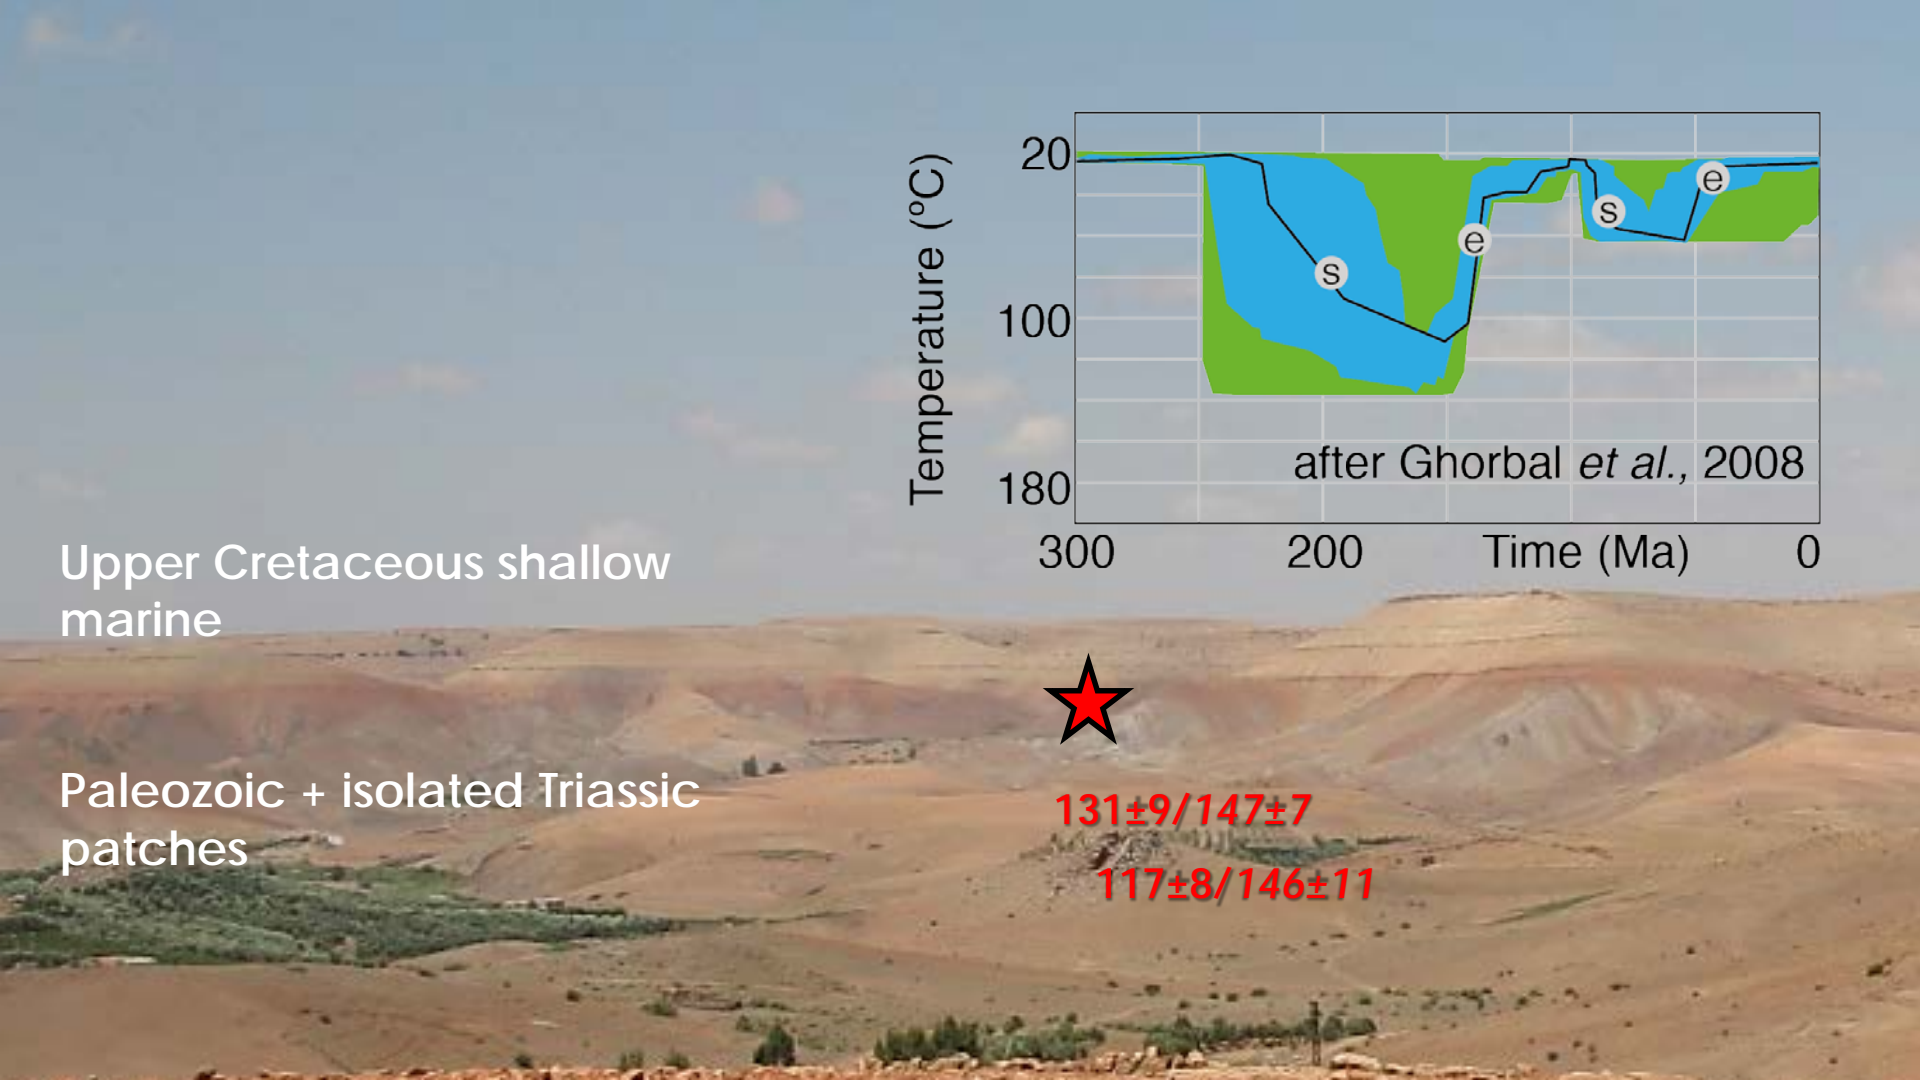 20
100
180
Temperature (ºC)
s
e
s
e
after Ghorbal et al., 2008
300 200 Time (Ma) 0
Upper Cretaceous shallow
marine
Paleozoic + isolated Triassic
patches
131±9/147±7
117±8/146±11